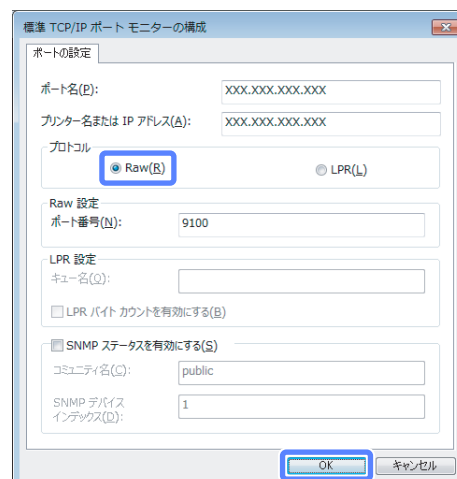 標準 TCP/IP ポート モニターの構成
ポートの設定
ポート名(P): XXX.XXX.XXX.XXX
プリンター名または IP アドレス(A): XXX.XXX.XXX.XXX
プロトコル
Raw(R) LPR(L)
Raw 設定
ポート番号(N): 9100
LPR 設定
キュー名(Q):
LPR バイト カウントを有効にする(B)
SNMP ステータスを有効にする(S)
コミュニティ名(C): public
SNMP デバイス
インデックス(D): 1
OK キャンセル